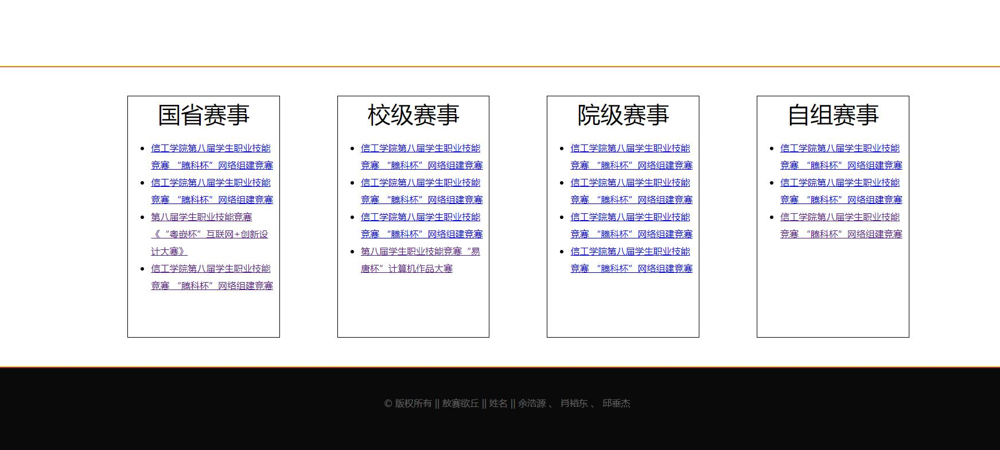 国省赛事
信工学院第八届学生职业技能
竞赛 “腾科杯”网络组建竞赛
信工学院第八届学生职业技能
竞赛 “腾科杯”网络组建竞赛
第八届学生职业技能竞赛
《 “粤嵌杯”互联网+创新设
计大赛》
信工学院第八届学生职业技能
竞赛 “腾科杯”网络组建竞赛
校级赛事
信工学院第八届学生职业技能
竞赛 “腾科杯”网络组建竞赛
信工学院第八届学生职业技能
竞赛 “腾科杯”网络组建竞赛
信工学院第八届学生职业技能
竞赛 “腾科杯”网络组建竞赛
第八届学生职业技能竞赛“易
唐杯”计算机作品大赛
院级赛事
信工学院第八届学生职业技能
竞赛 “腾科杯”网络组建竞赛
信工学院第八届学生职业技能
竞赛 “腾科杯”网络组建竞赛
信工学院第八届学生职业技能
竞赛 “腾科杯”网络组建竞赛
信工学院第八届学生职业技能
竞赛 “腾科杯”网络组建竞赛
自组赛事
信工学院第八届学生职业技能
竞赛 “腾科杯”网络组建竞赛
信工学院第八届学生职业技能
竞赛 “腾科杯”网络组建竞赛
信工学院第八届学生职业技能
竞赛 “腾科杯”网络组建竞赛
© 版权所有 || 敖赛欲丘 || 姓名 || 余浩源 、 肖裕东 、 邱垂杰